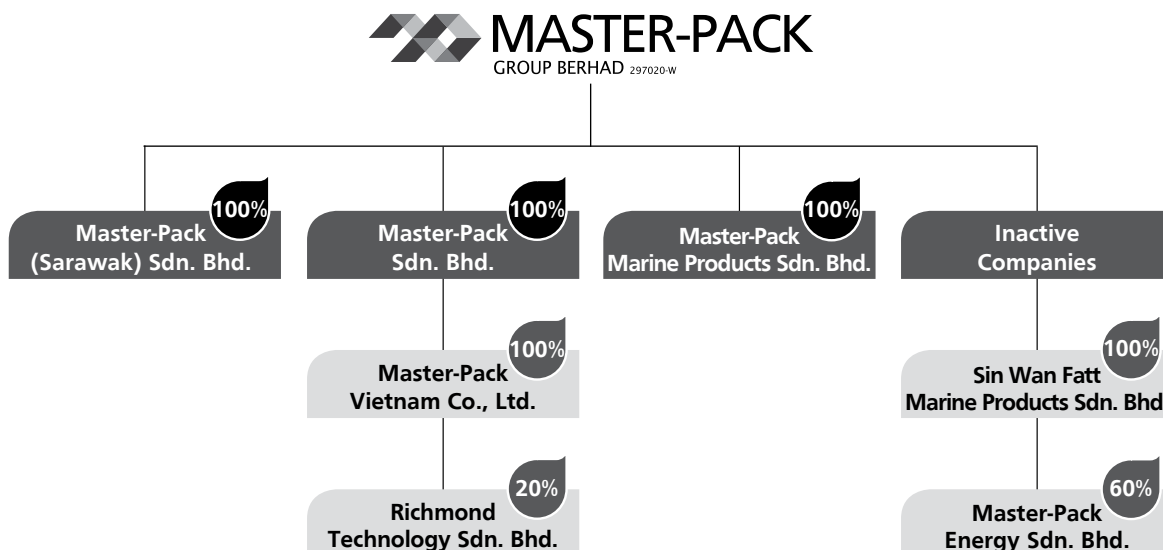 MASTER-PACK
GROUP BERHAD 297020-W
100%
Master-Pack
(Sarawak) Sdn. Bhd.
100%
Master-Pack
Sdn. Bhd.
100%
Master-Pack
Marine Products Sdn. Bhd.
Inactive
Companies
100%
Master-Pack
Vietnam Co., Ltd.
100%
Sin Wan Fatt
Marine Products Sdn. Bhd
20%
Richmond
Technology Sdn. Bhd.
60%
Master-Pack
Energy Sdn. Bhd.